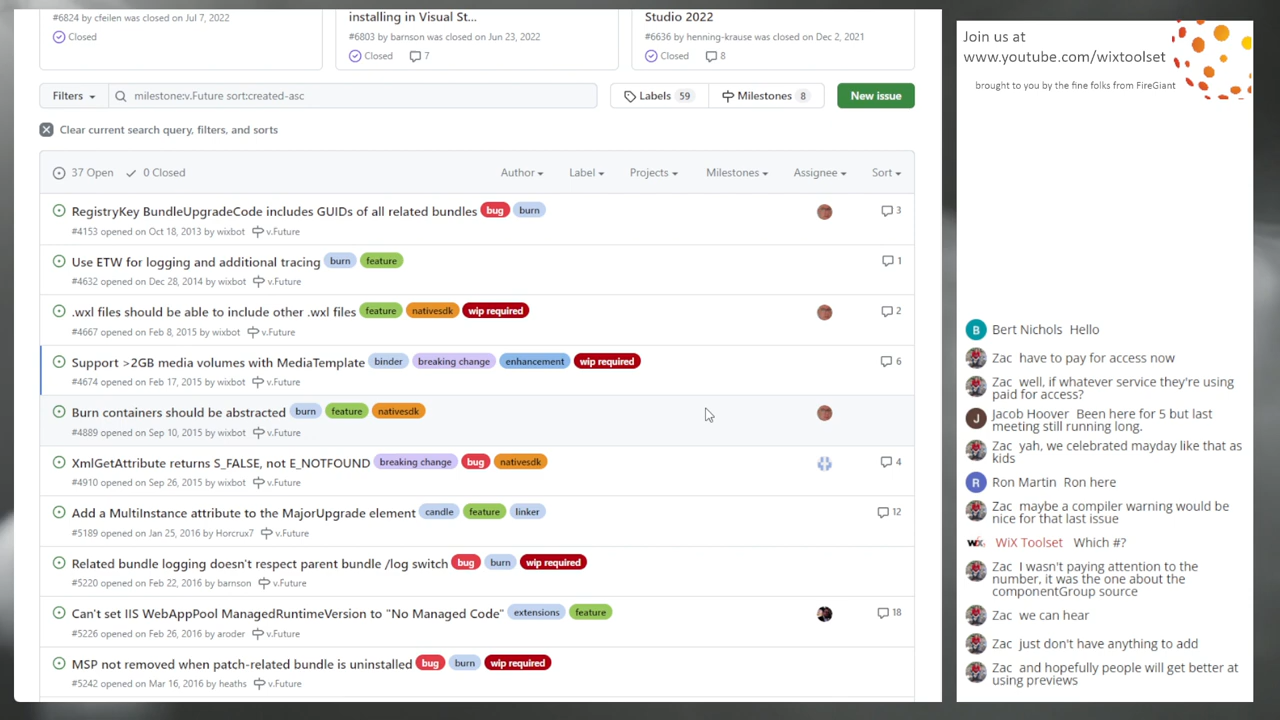 #6824 by cfeilen was closed on Jul 7, 2022
Closed
installing in Visual St...
#6803 by barnson was closed on Jun 23, 2022
Closed 7
Studio 2022
#6636 by henning-krause was closed on Dec 2, 2021
Closed 8
Filters milestone:v.Future sort:created-asc Labels 59 Milestones 8 New issue
Clear current search query, filters, and sorts
37 Open 0 Closed Author Label Projects Milestones Assignee Sort
RegistryKey BundleUpgradeCode includes GUIDs of all related bundles bug burn 3
#4153 opened on Oct 18, 2013 by wixbot v.Future
Use ETW for logging and additional tracing burn feature 1
#4632 opened on Dec 28, 2014 by wixbot v.Future
.wxl files should be able to include other .wxl files feature nativesdk wip required 2
#4667 opened on Feb 8, 2015 by wixbot v.Future
Support >2GB media volumes with MediaTemplate binder breaking change enhancement wip required 6
#4674 opened on Feb 17, 2015 by wixbot v.Future
Burn containers should be abstracted burn feature nativesdk
#4889 opened on Sep 10, 2015 by wixbot v.Future
XmlGetAttribute returns S_FALSE, not E_NOTFOUND breaking change bug nativesdk 4
#4910 opened on Sep 26, 2015 by wixbot v.Future
Add a MultiInstance attribute to the MajorUpgrade element candle feature linker 12
#5189 opened on Jan 25, 2016 by Horcrux7 v.Future
Related bundle logging doesn't respect parent bundle /log switch bug burn wip required
#5220 opened on Feb 22, 2016 by barnson v.Future
Can't set IIS WebAppPool ManagedRuntimeVersion to "No Managed Code" extensions feature 18
#5226 opened on Feb 26, 2016 by aroder v.Future
MSP not removed when patch-related bundle is uninstalled bug burn wip required
#5242 opened on Mar 16, 2016 by heaths v.Future
Join us at
www.youtube.com/wixtoolset
brought to you by the fine folks from FireGiant
B Bert Nichols Hello
Zac have to pay for access now
Zac well, if whatever service they're using
paid for access?
J Jacob Hoover Been here for 5 but last
meeting still running long.
Zac yah, we celebrated mayday like that as
kids
R Ron Martin Ron here
Zac maybe a compiler warning would be
nice for that last issue
wx. WiX Toolset Which #?
Zac I wasn't paying attention to the
number, it was the one about the
componentGroup source
Zac we can hear
Zac just don't have anything to add
Zac and hopefully people will get better at
using previews